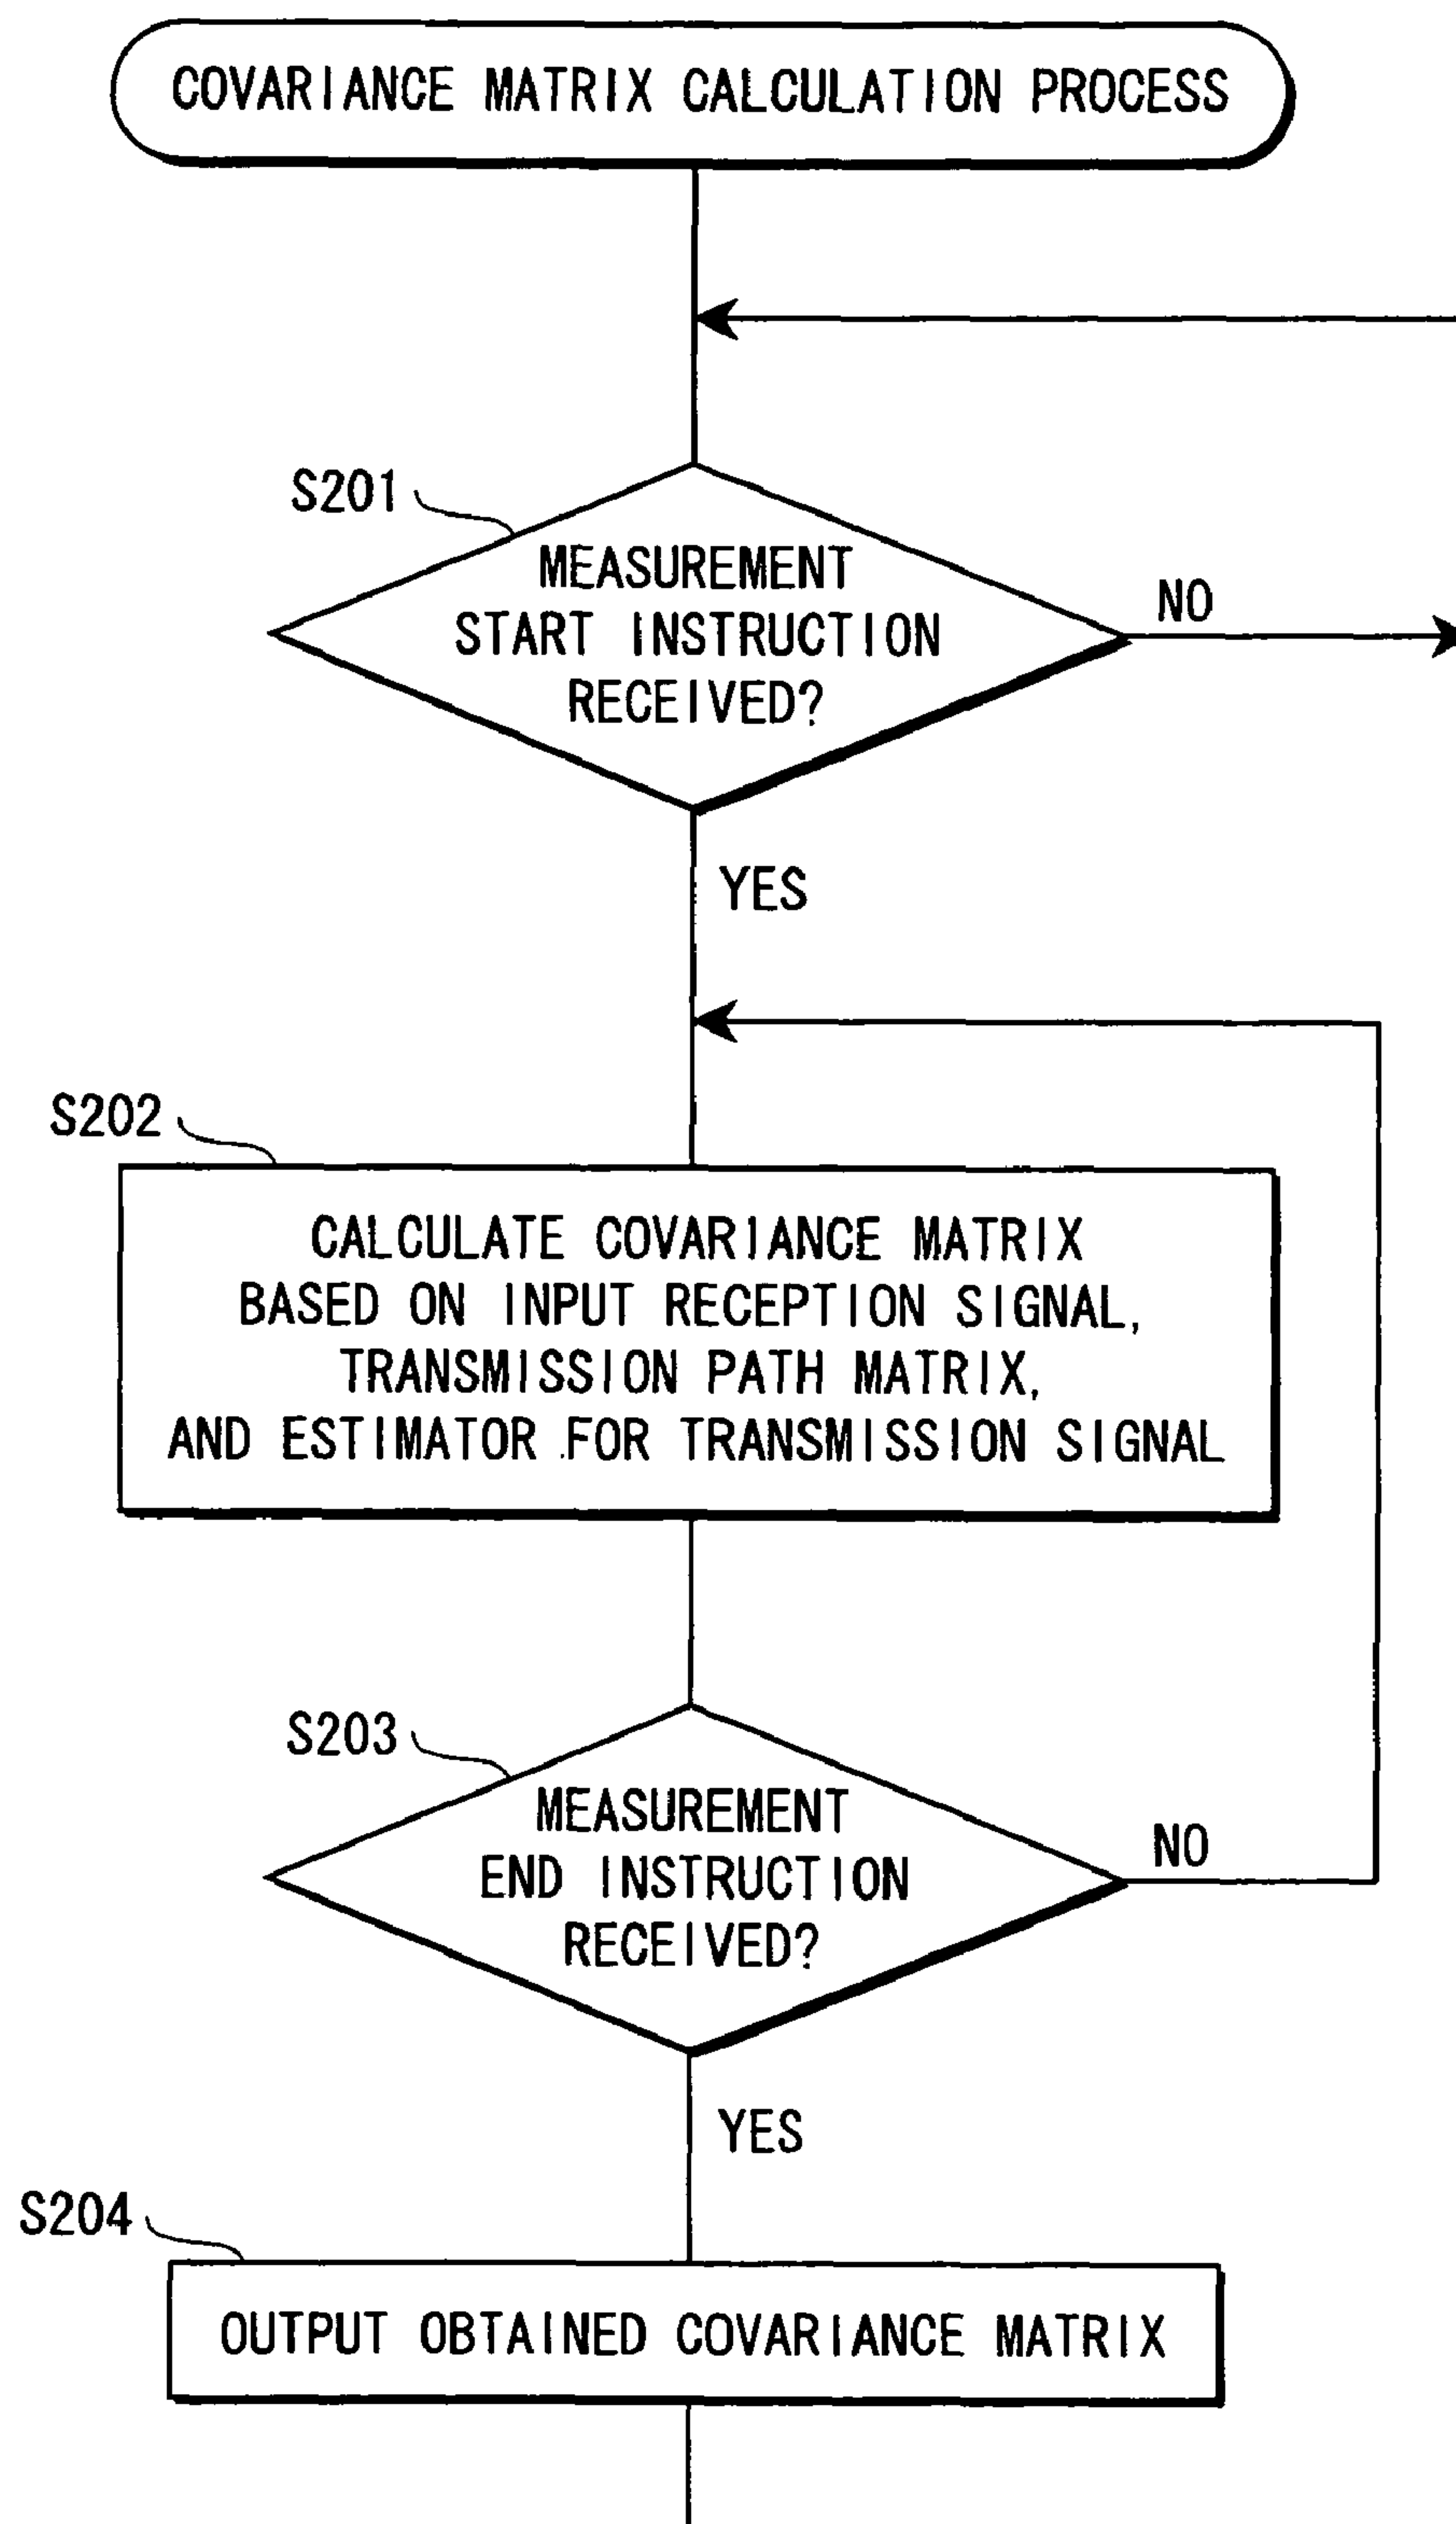 COVARIANCE MATRIX CALCULATION PROCESS
S201
MEASUREMENT
START INSTRUCTION
RECEIVED?
NO
YES
S202
CALCULATE COVARIANCE MATRIX
BASED ON INPUT RECEPTION SIGNAL,
TRANSMISSION PATH MATRIX,
AND ESTIMATOR FOR TRANSMISSION SIGNAL
S203
MEASUREMENT
END INSTRUCTION
RECEIVED?
NO
YES
S204
OUTPUT OBTAINED COVARIANCE MATRIX